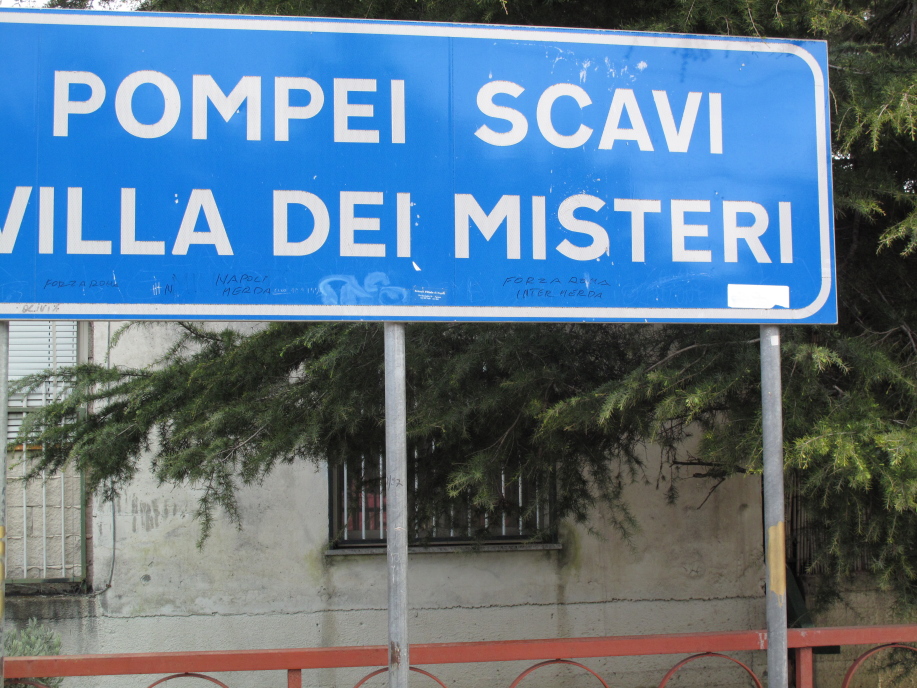 POMPEI SCAVI
VILLA DEI MISTERI
FORZA ROMA
NAPOLI
MERDA
FORZA ROMA
INTER MERDA